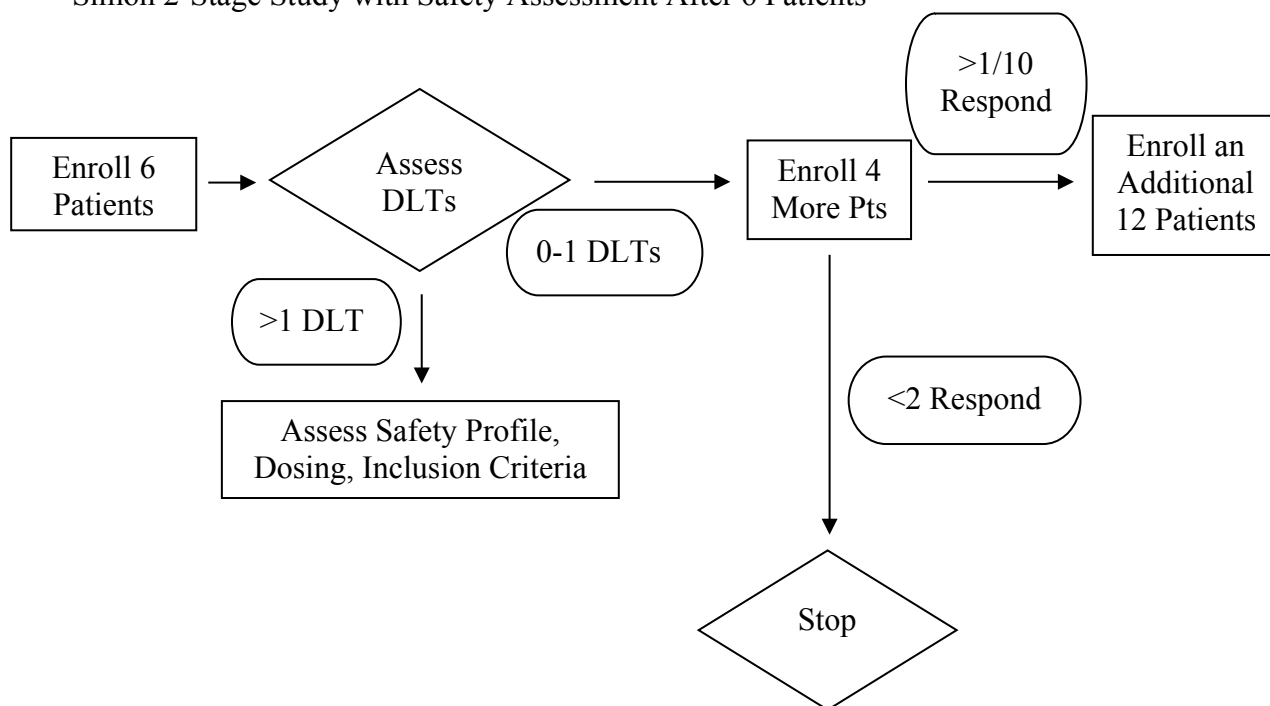 Simon 2-Stage Study with Safety Assessment After 6 Patients
>1/10
Respond
Enroll 6
Patients
Assess
DLTs
Enroll 4
More Pts
Enroll an
Additional
12 Patients
0-1 DLTs
>1 DLT
<2 Respond
Assess Safety Profile,
Dosing, Inclusion Criteria
Stop